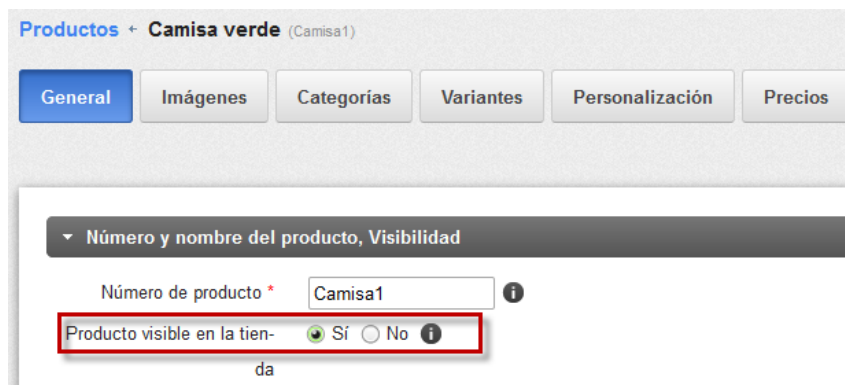 Productos ← Camisa verde (Camisa1)
General Imágenes Categorías Variantes Personalización Precios
Número y nombre del producto, Visibilidad
Número de producto * Camisa1
Producto visible en la tien- Sí No
da